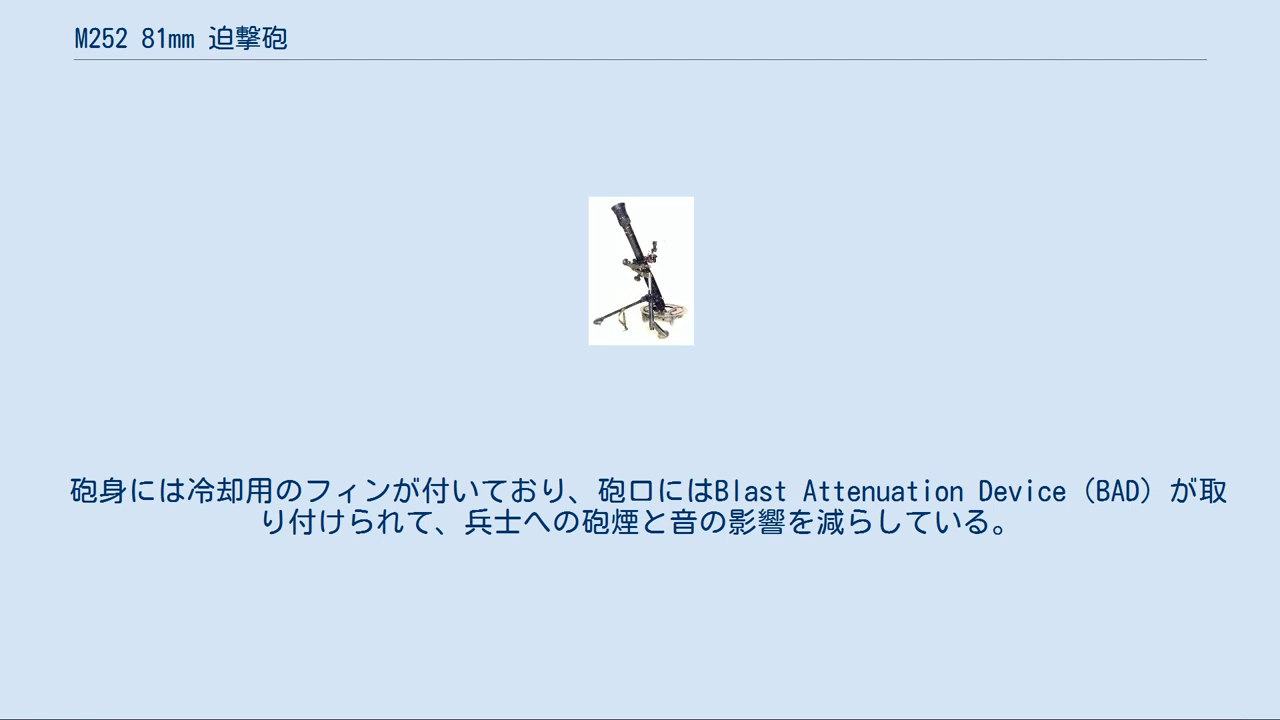 M252 81mm 迫撃砲
砲身には冷却用のフィンが付いており、砲口にはBlast Attenuation Device（BAD）が取
り付けられて、兵士への砲煙と音の影響を減らしている。